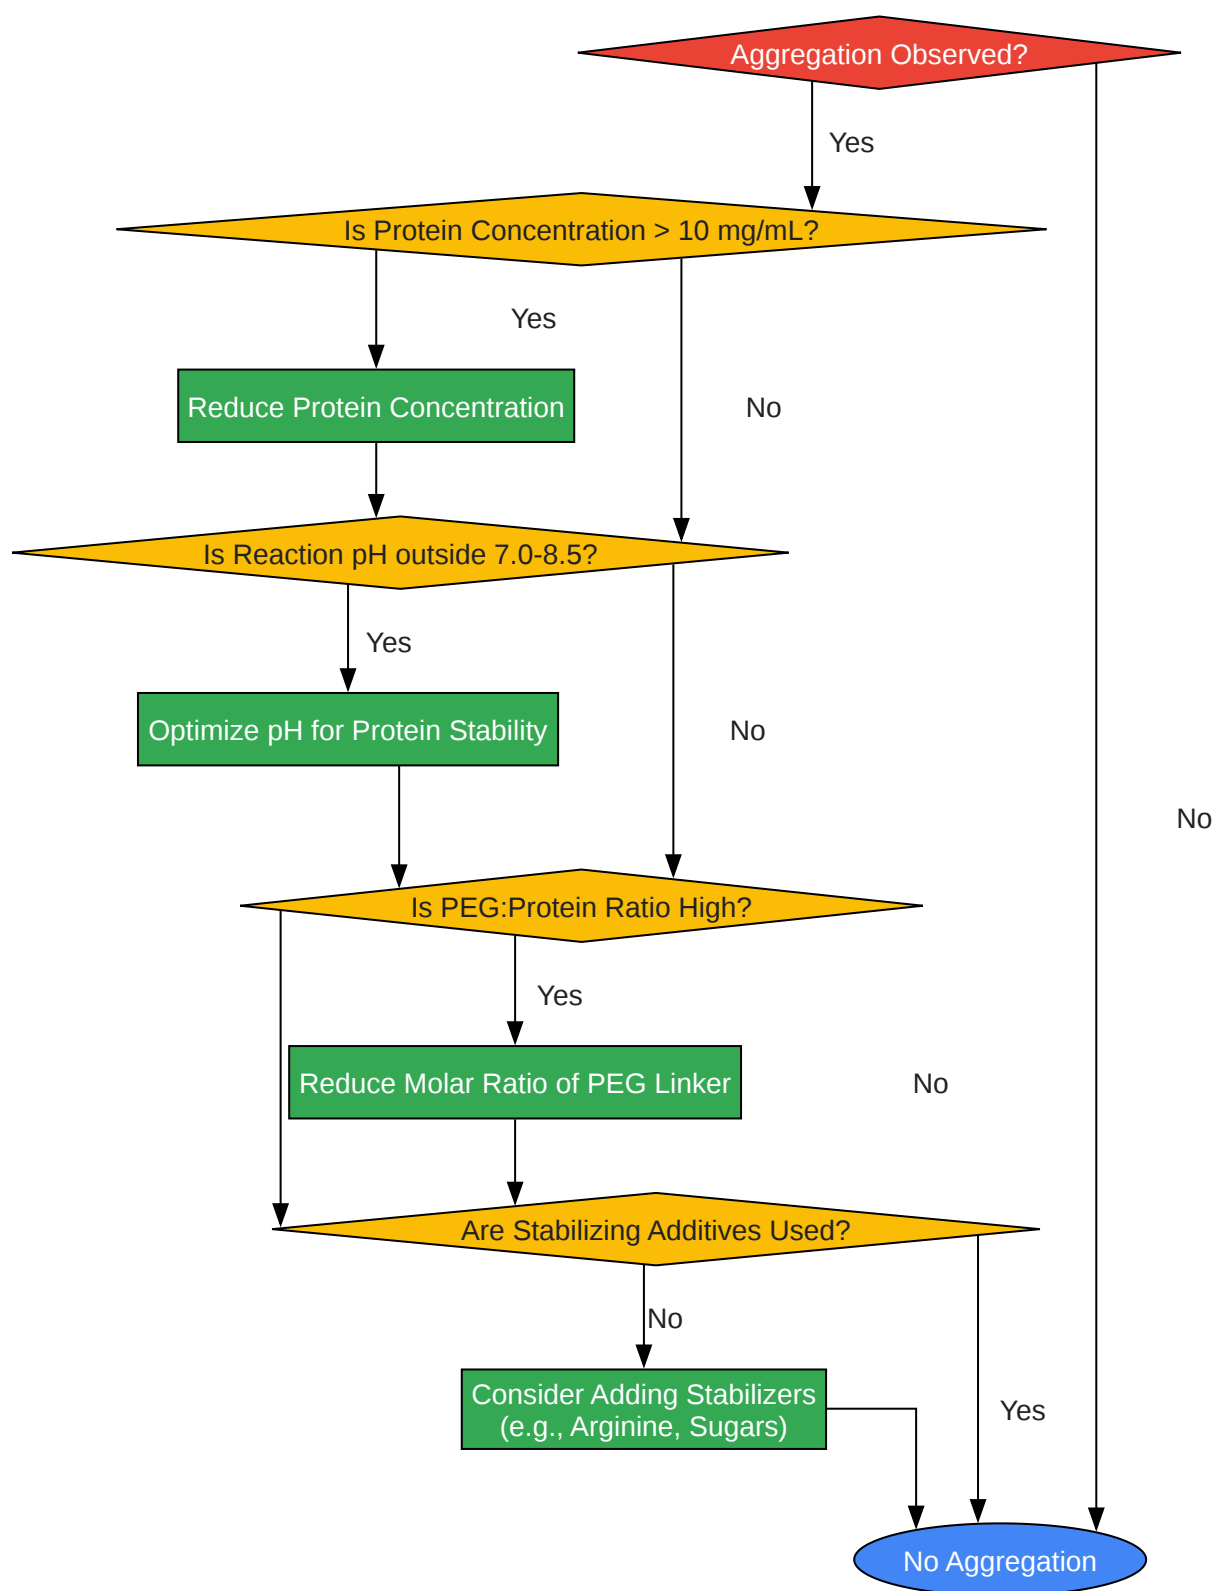 Aggregation Observed?
Yes
Is Protein Concentration > 10 mg/mL?
Yes
Reduce Protein Concentration
No
Is Reaction pH outside 7.0-8.5?
Yes
Optimize pH for Protein Stability
No
No
Is PEG:Protein Ratio High?
Yes
Reduce Molar Ratio of PEG Linker
No
Are Stabilizing Additives Used?
No
Consider Adding Stabilizers
(e.g., Arginine, Sugars)
Yes
No Aggregation